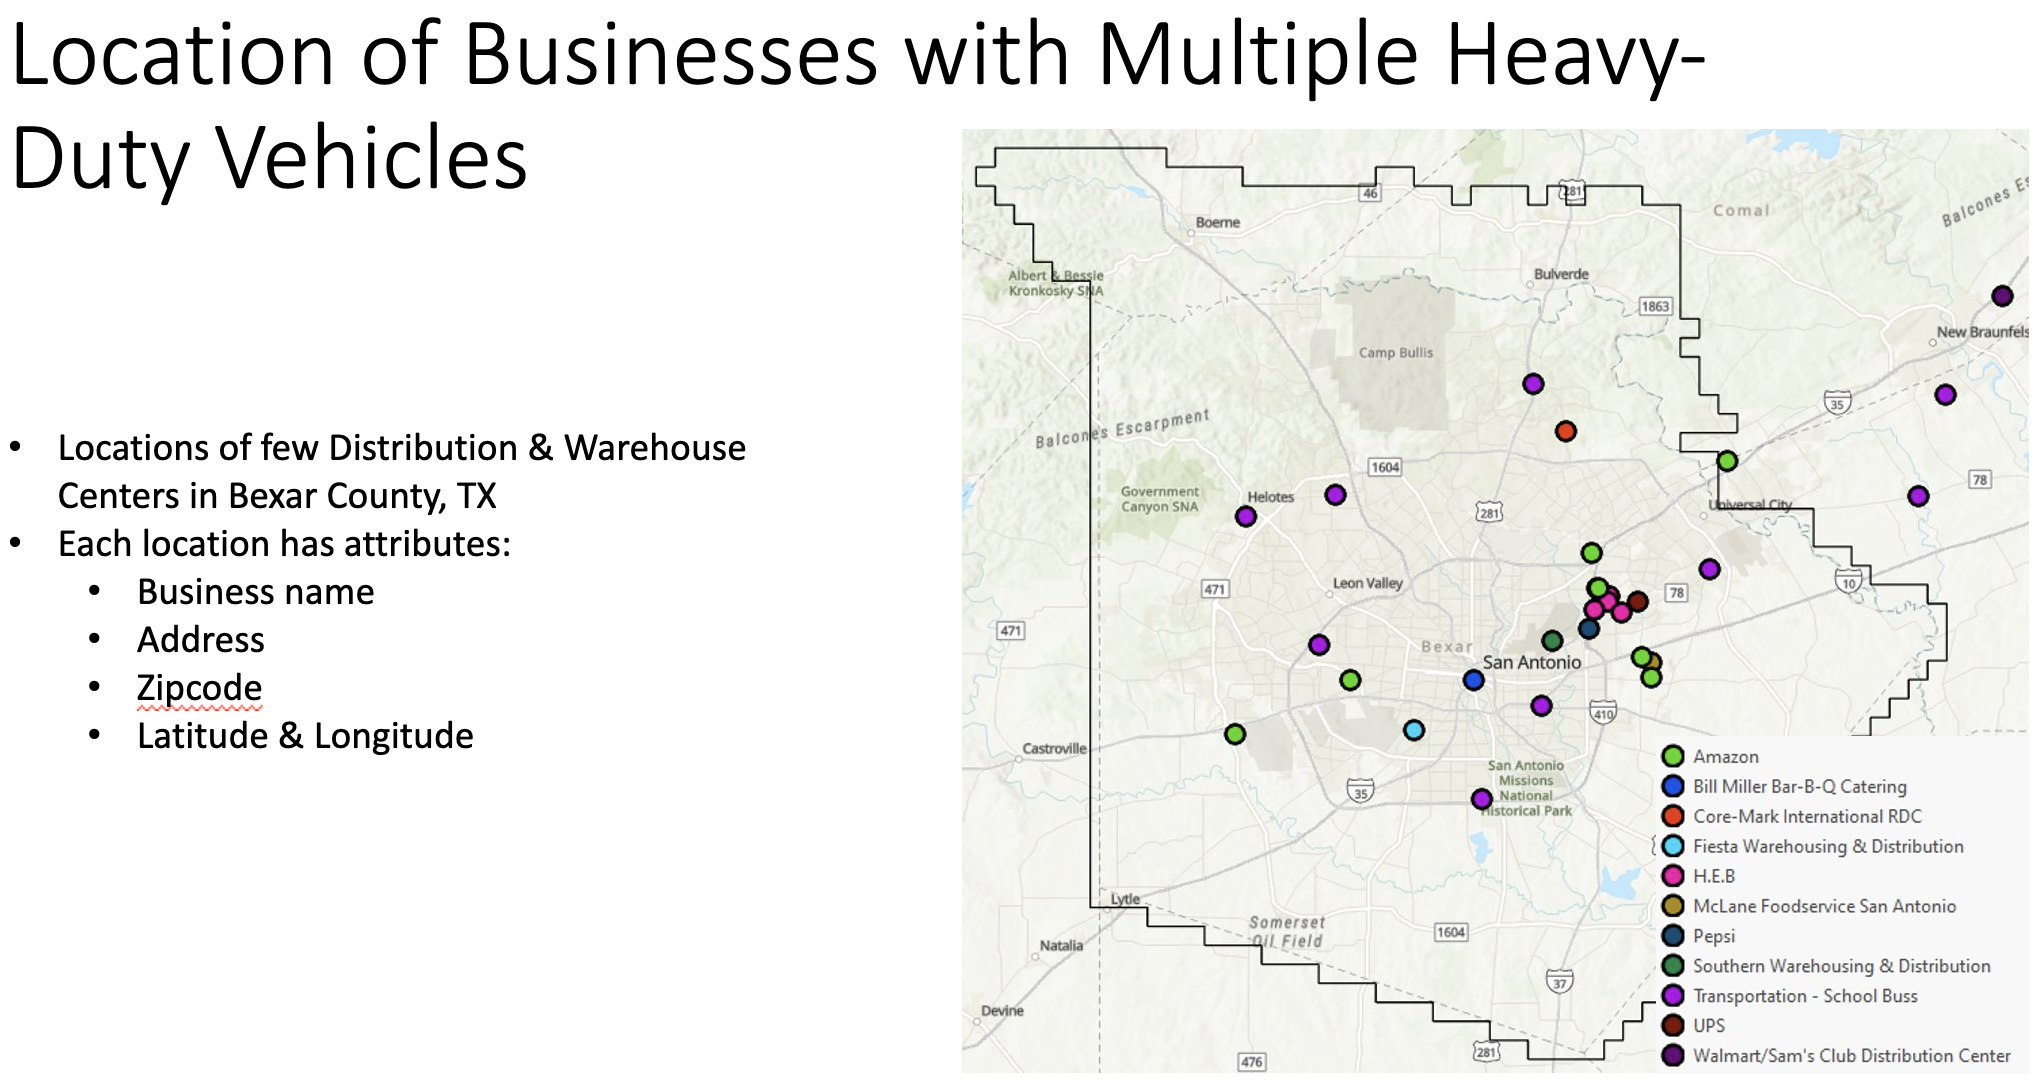 Location of Businesses with Multiple Heavy-
Duty Vehicles
• Locations of few Distribution & Warehouse
Centers in Bexar County, TX
• Each location has attributes:
• Business name
• Address
• Zipcode
• Latitude & Longitude
46
281
Comal
Balcones Es
Boerne
Albert & Bessie
Kronkosky SNA
Bulverde
1863
New Braunfels
Camp Bullis
35
Balcones Escarpment
1604
78
Government
Canyon SNA
Helotes
281
Universal City
471
Leon Valley
78
10
471
Bexar
San Antonio
410
Castroville
35
San Antonio
Missions
National
Historical Park
Lytle
Somerset
Oil Field
1604
Natalia
37
Devine
281
476
Amazon
Bill Miller Bar-B-Q Catering
Core-Mark International RDC
Fiesta Warehousing & Distribution
H.E.B
McLane Foodservice San Antonio
Pepsi
Southern Warehousing & Distribution
Transportation - School Buss
UPS
Walmart/Sam's Club Distribution Center